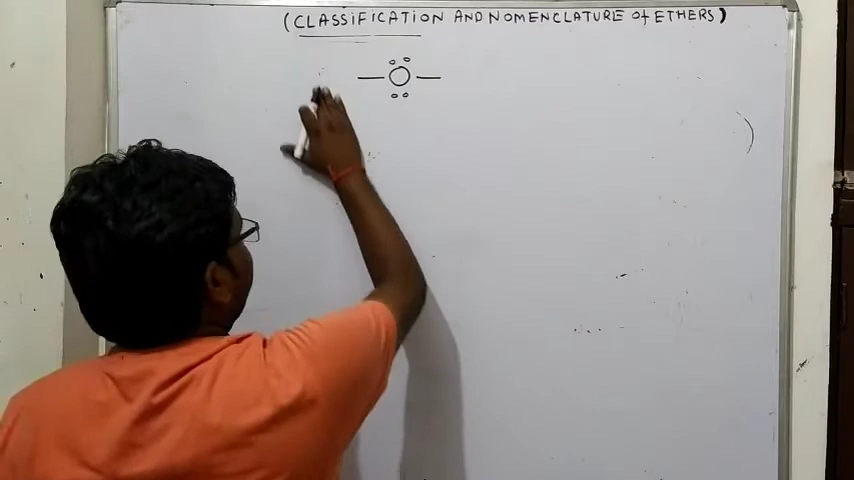 (CLASSIFICATION AND NOMENCLATURE of ETHERS)
—O—